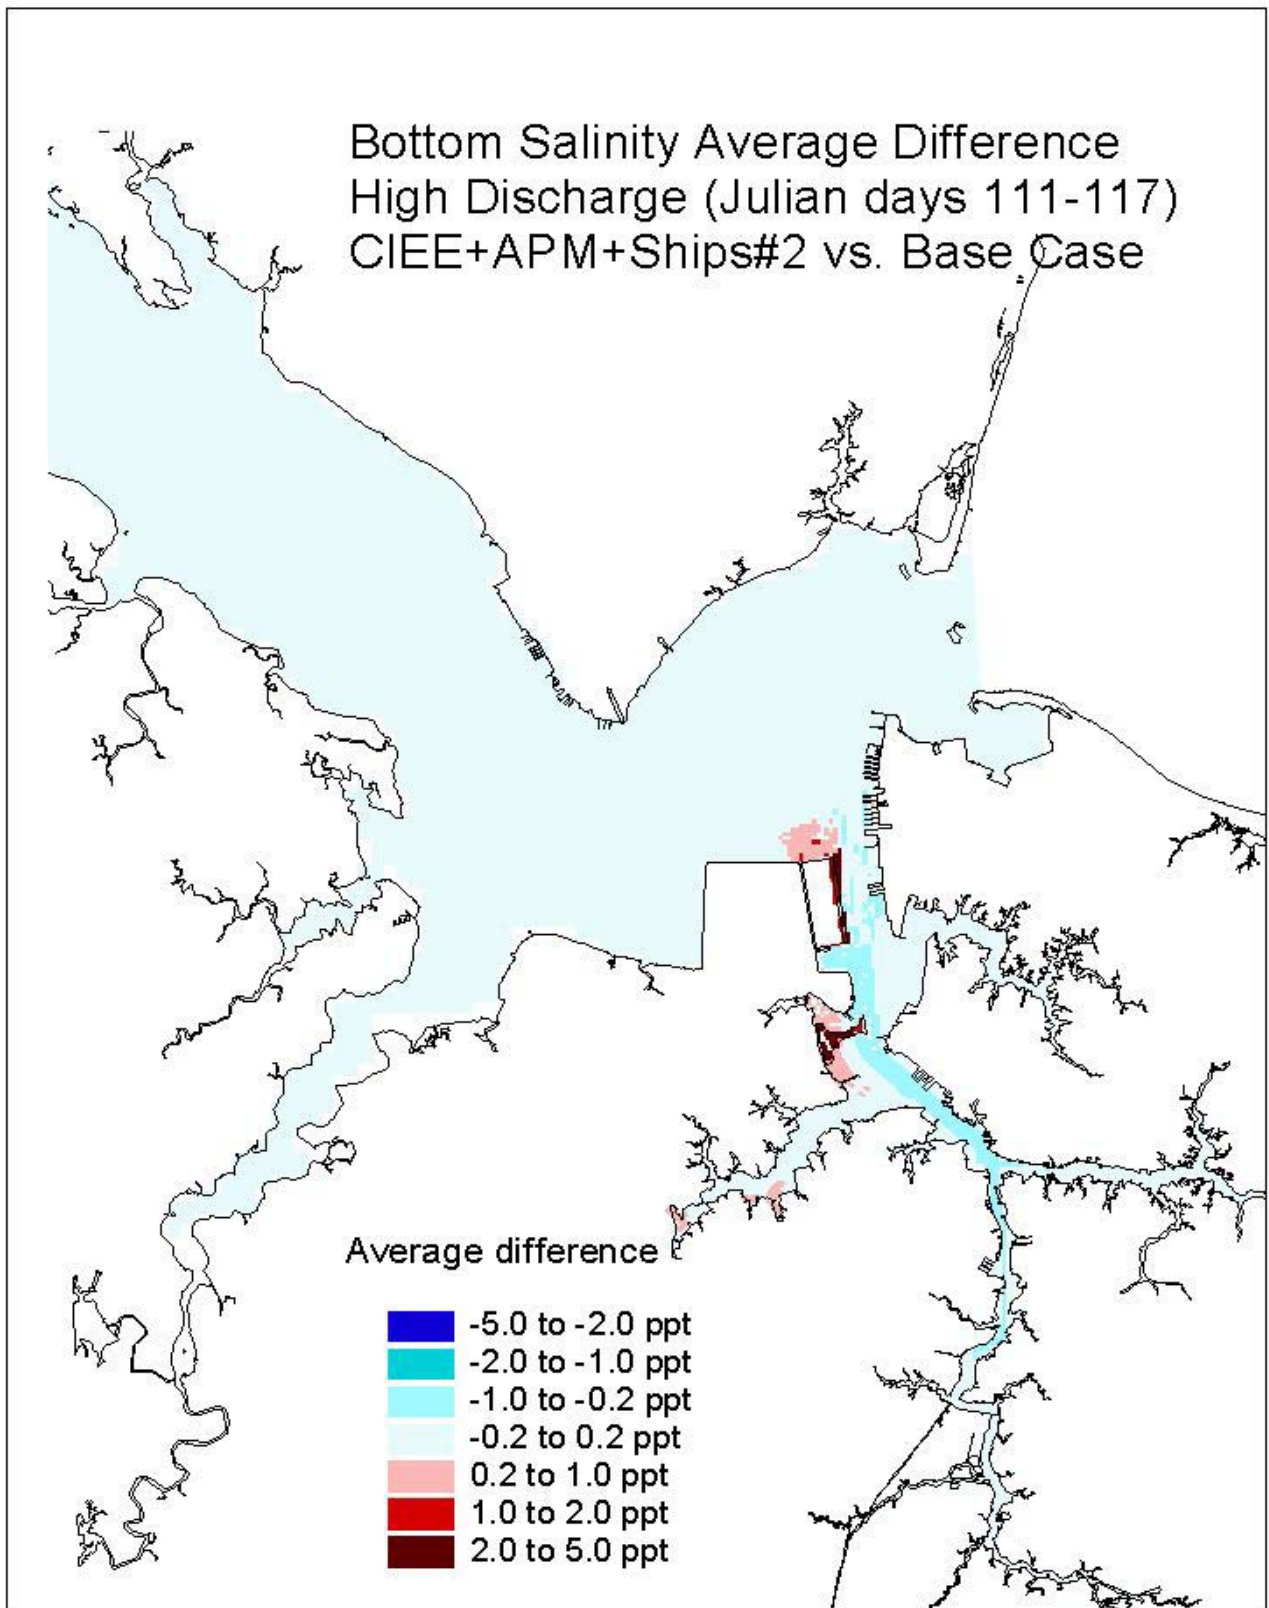 Bottom Salinity Average Difference
High Discharge (Julian days 111-117)
CIEE+APM+Ships#2 vs. Base Case
Average difference
-5.0 to -2.0 ppt
-2.0 to -1.0 ppt
-1.0 to -0.2 ppt
-0.2 to 0.2 ppt
0.2 to 1.0 ppt
1.0 to 2.0 ppt
2.0 to 5.0 ppt